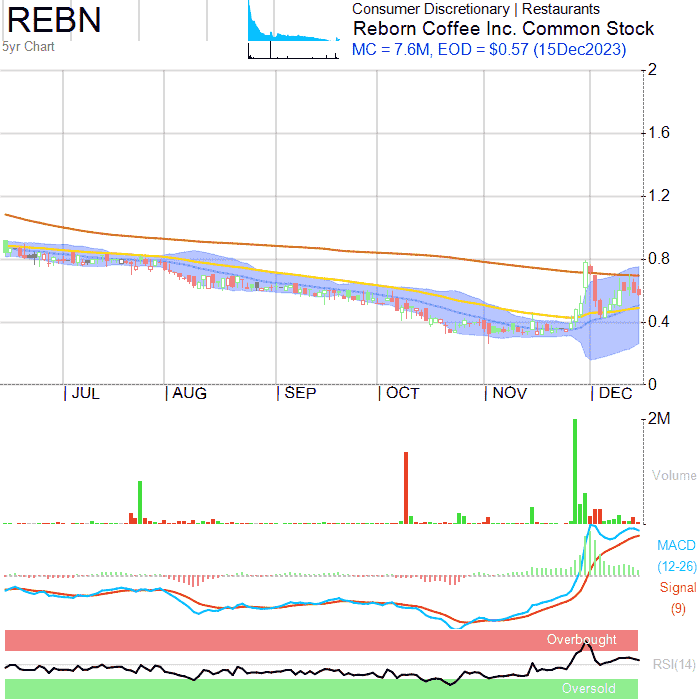 REBN
5yr Chart
Consumer Discretionary | Restaurants
Reborn Coffee Inc. Common Stock
MC = 7.6M, EOD = $0.57 (15Dec2023)
2
1.6
1.2
0.8
0.4
0
| JUL | AUG | SEP | OCT | NOV | DEC
2M
Volume
MACD
(12-26)
Signal
(9)
Overbought
RSI(14)
Oversold